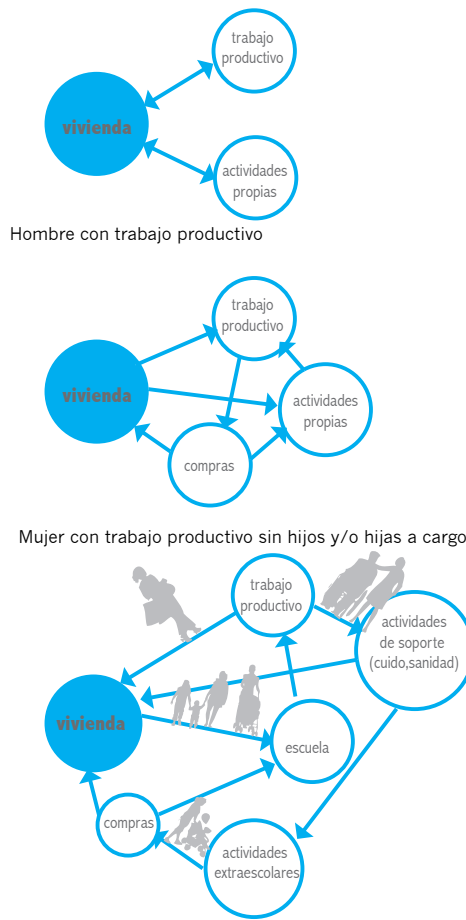 trabajo
productivo
vivienda
actividades
propias
Hombre con trabajo productivo
trabajo
productivo
vivienda
actividades
propias
compras
Mujer con trabajo productivo sin hijos y/o hijas a cargo
trabajo
productivo
actividades
de soporte
(cuido,sanidad)
vivienda
escuela
compras
actividades
extraescolares